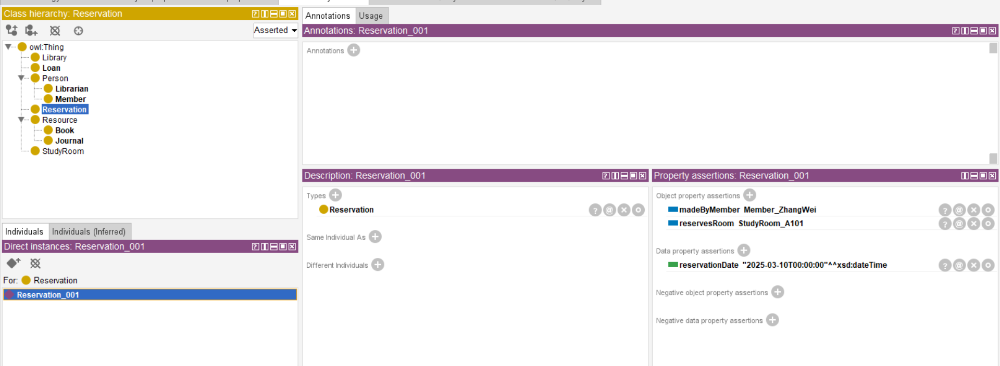 Class hierarchy: Reservation
Asserted
owl:Thing
Library
Loan
Person
Librarian
Member
Reservation
Resource
Book
Journal
StudyRoom
Individuals
Individuals (Inferred)
Direct instances: Reservation_001
For: Reservation
Reservation_001
Annotations
Usage
Annotations: Reservation_001
Annotations
Description: Reservation_001
Types
Reservation
Same Individual As
Different Individuals
Property assertions: Reservation_001
Object property assertions
madeByMember Member_ZhangWei
reservesRoom StudyRoom_A101
Data property assertions
reservationDate "2025-03-10T00:00:00"^^xsd:dateTime
Negative object property assertions
Negative data property assertions